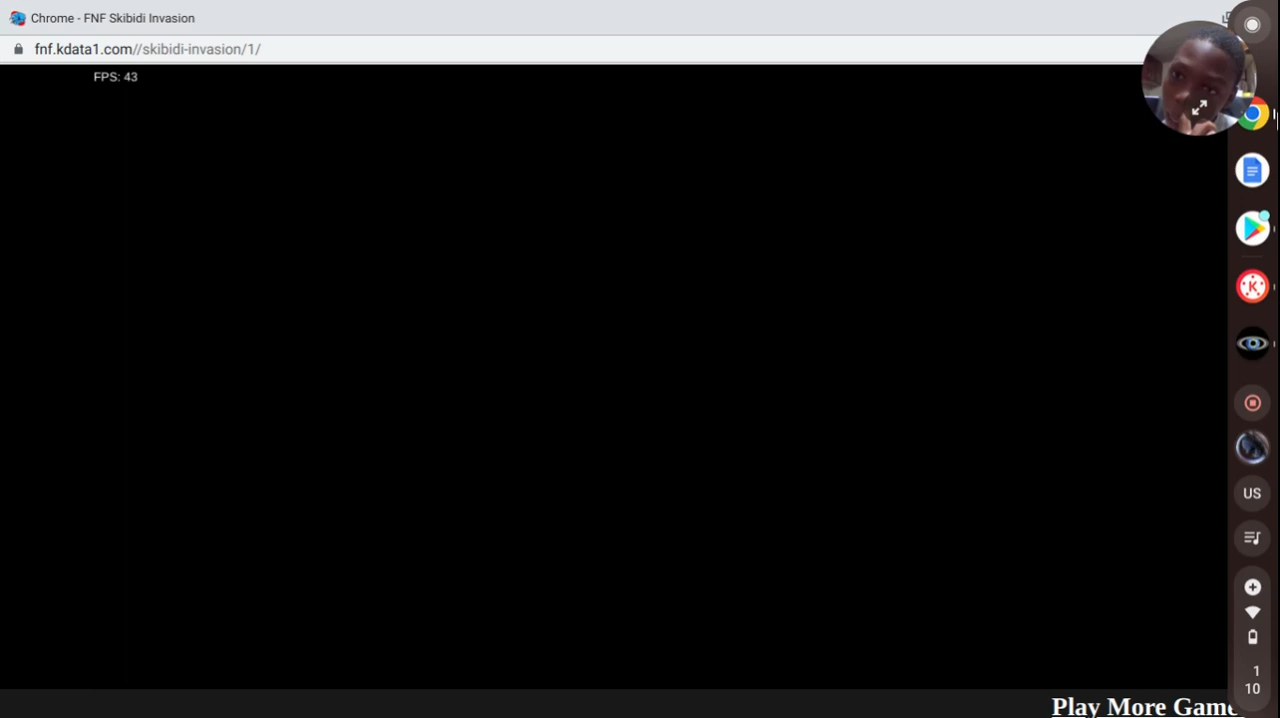 Chrome - FNF Skibidi Invasion
fnf.kdata1.com//skibidi-invasion/1/
FPS: 43
K
US
1
10
Play More Game